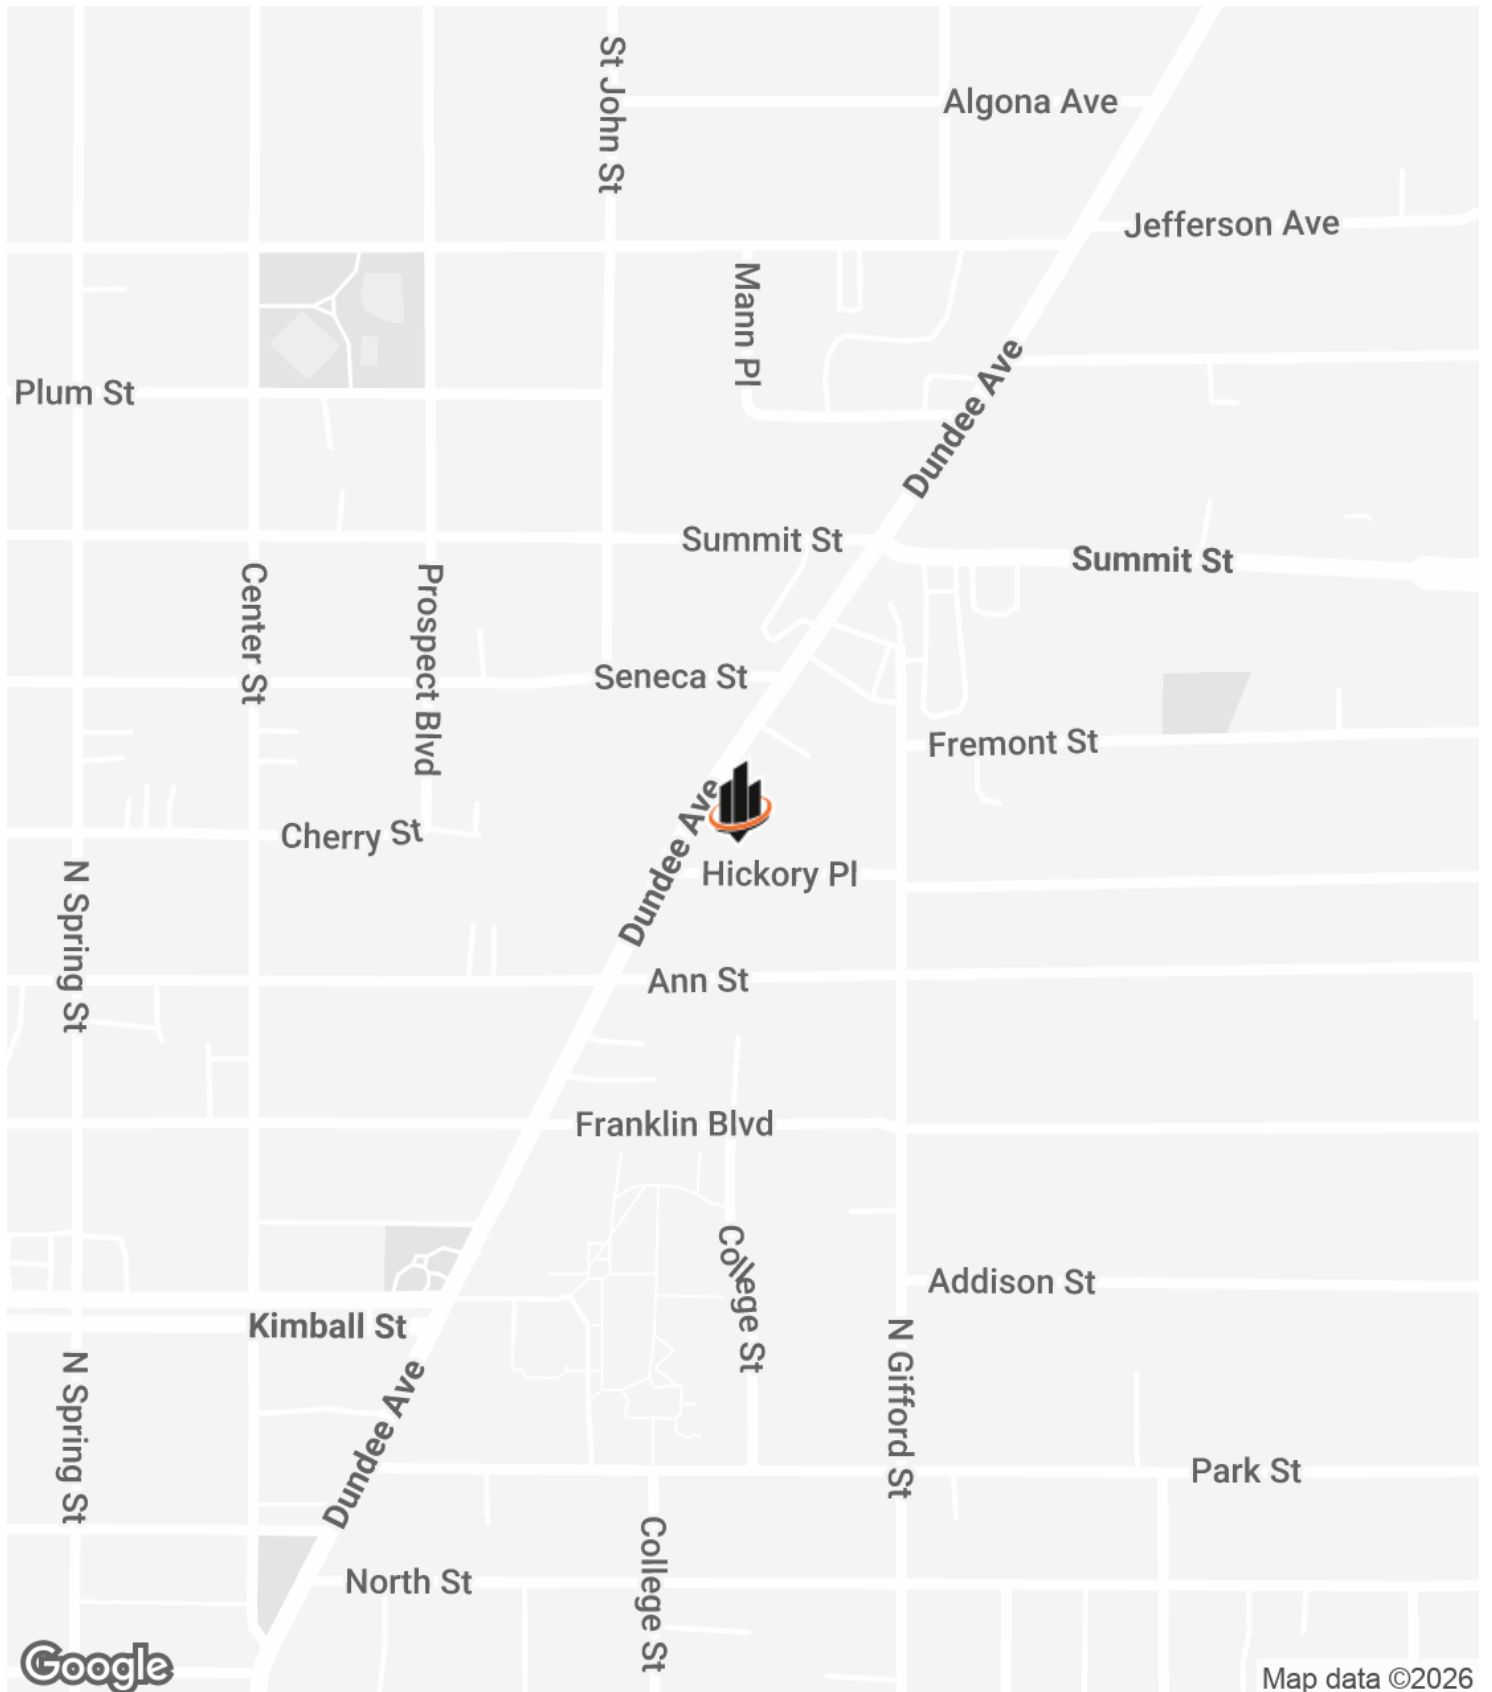 St John St
Algona Ave
Jefferson Ave
Mann Pl
Dundee Ave
Plum St
Summit St
Summit St
Center St
Prospect Blvd
Seneca St
Fremont St
Dundee Ave
Cherry St
Hickory Pl
N Spring St
Ann St
Franklin Blvd
College St
Addison St
Kimball St
N Gifford St
N Spring St
Dundee Ave
Park St
College St
North St
Google
Map data ©2026